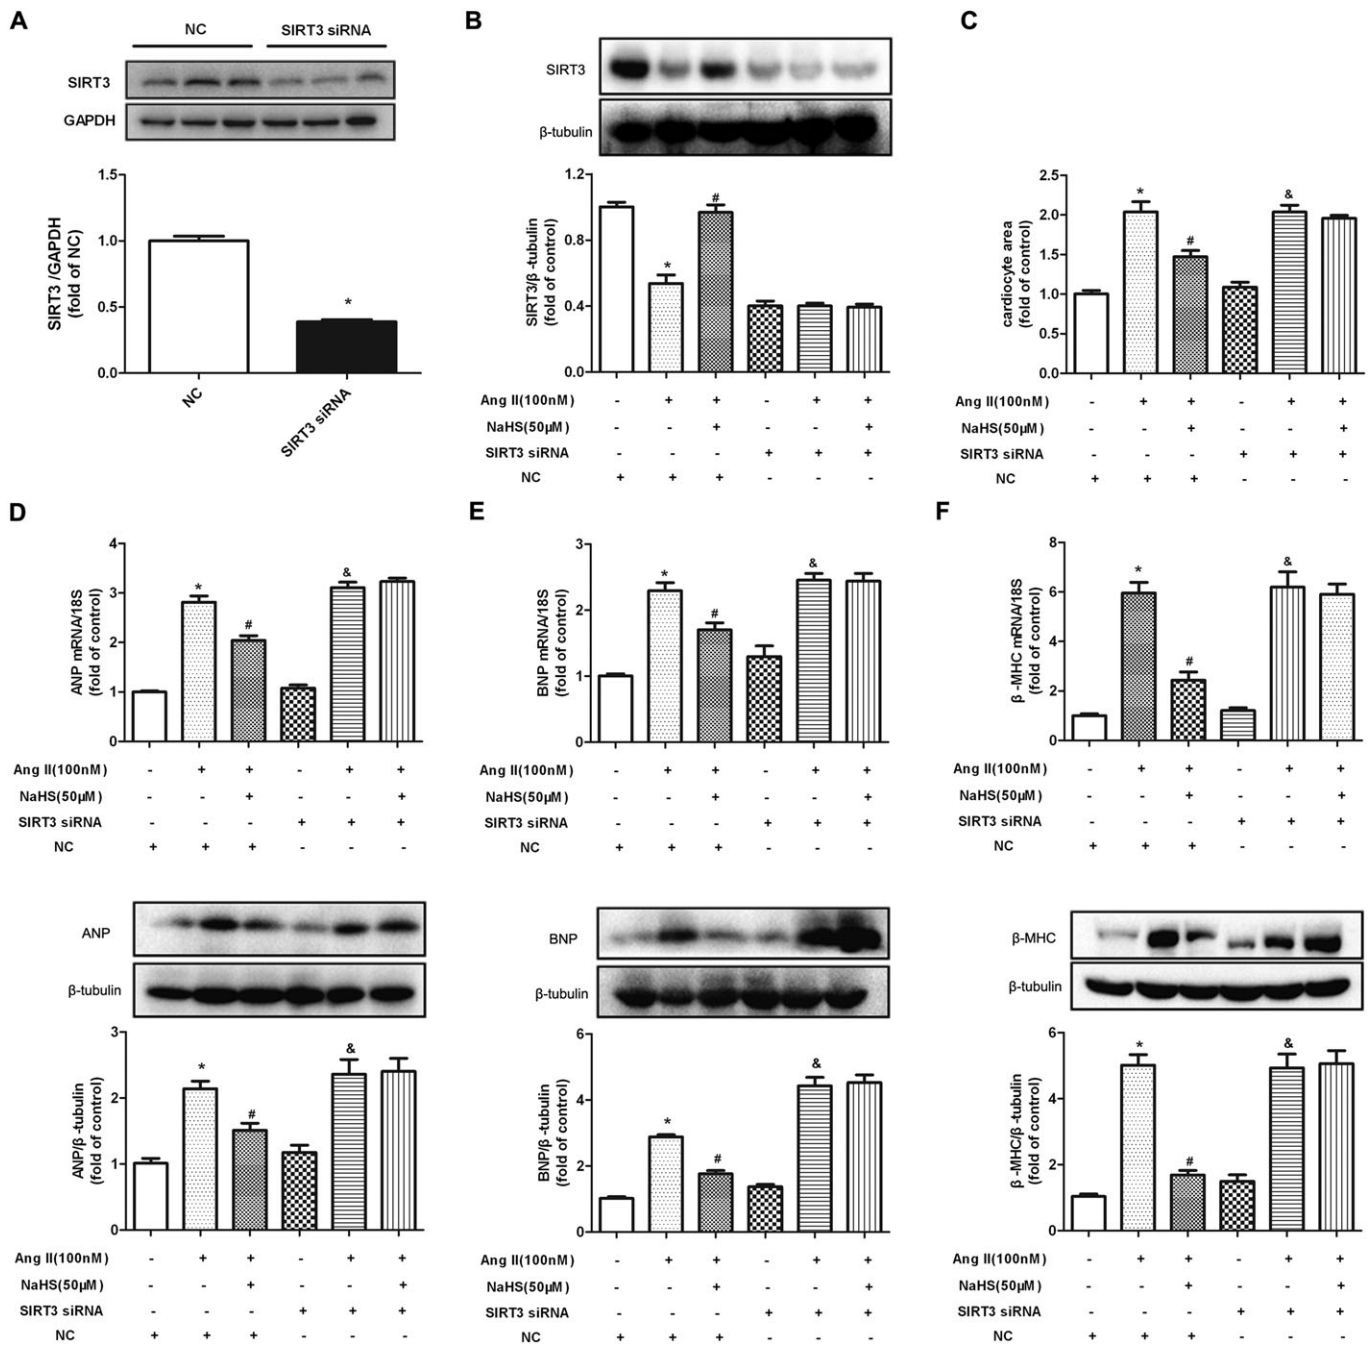 A
NC SIRT3 siRNA
SIRT3
GAPDH
SIRT3 /GAPDH
(fold of NC)
1.5
1.0
0.5
0.0
*
NC
SIRT3 siRNA
B
SIRT3
β-tubulin
SIRT3/β -tubulin
(fold of control)
1.2
0.8
0.4
0.0
* #
Ang II(100nM) - + + - + +
NaHS(50μM) - - + - - +
SIRT3 siRNA - - - + + +
NC + + + - - -
C
cardiocyte area
(fold of control)
2.5
2.0
1.5
1.0
0.5
0.0
* # &
Ang II(100nM) - + + - + +
NaHS(50μM) - - + - - +
SIRT3 siRNA - - - + + +
NC + + + - - -
D
ANP mRNA/18S
(fold of control)
4
3
2
1
0
* # &
Ang II(100nM) - + + - + +
NaHS(50μM) - - + - - +
SIRT3 siRNA - - - + + +
NC + + + - - -
ANP
β-tubulin
ANP/β -tubulin
(fold of control)
3
2
1
0
* # &
Ang II(100nM) - + + - + +
NaHS(50μM) - - + - - +
SIRT3 siRNA - - - + + +
NC + + + - - -
E
BNP mRNA/18S
(fold of control)
3
2
1
0
* # &
Ang II(100nM) - + + - + +
NaHS(50μM) - - + - - +
SIRT3 siRNA - - - + + +
NC + + + - - -
BNP
β-tubulin
BNP/β -tubulin
(fold of control)
6
4
2
0
* # &
Ang II(100nM) - + + - + +
NaHS(50μM) - - + - - +
SIRT3 siRNA - - - + + +
NC + + + - - -
F
β -MHC mRNA/18S
(fold of control)
8
6
4
2
0
* # &
Ang II(100nM) - + + - + +
NaHS(50μM) - - + - - +
SIRT3 siRNA - - - + + +
NC + + + - - -
β-MHC
β-tubulin
β -MHC/β -tubulin
(fold of control)
6
4
2
0
* # &
Ang II(100nM) - + + - + +
NaHS(50μM) - - + - - +
SIRT3 siRNA - - - + + +
NC + + + - - -